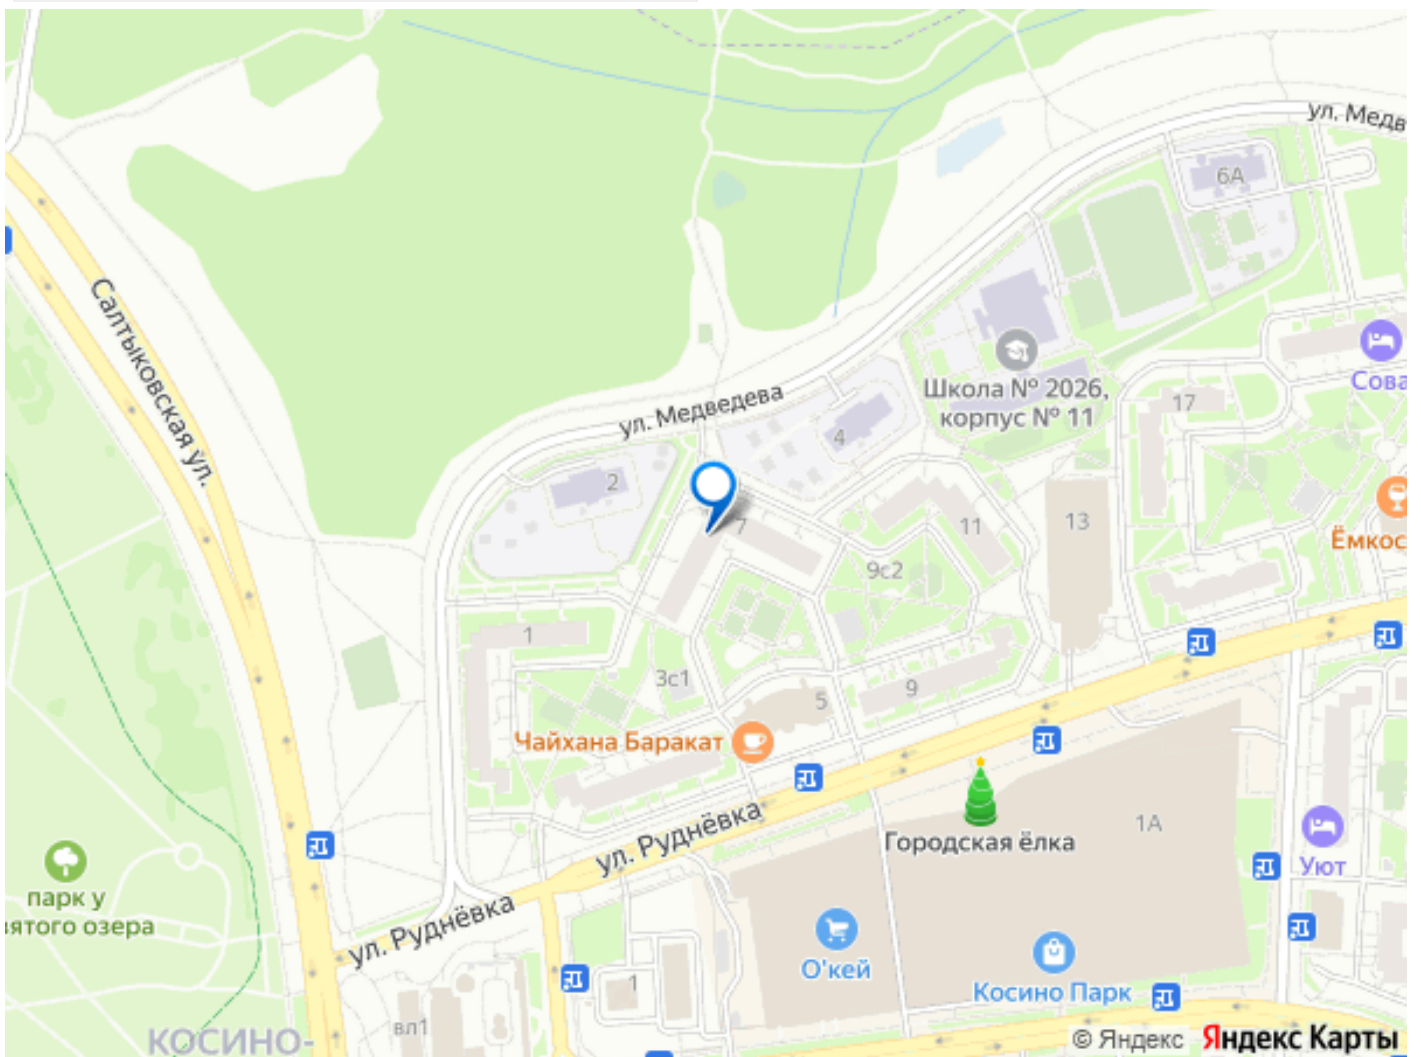 ул. Медв
6А
Салтыковская ул.
Школа № 2026,
корпус № 11
Сова
ул. Медведева
17
4
2
7
11
13
Ёмкос
9с2
1
3с1
9
5
Чайхана Баракат
ул. Руднёвка
1А
Городская ёлка
Уют
парк у
вятого озера
ул. Руднёвка
О'кей
Косино Парк
1
вл1
КОСИНО-
© Яндекс Яндекс Карты